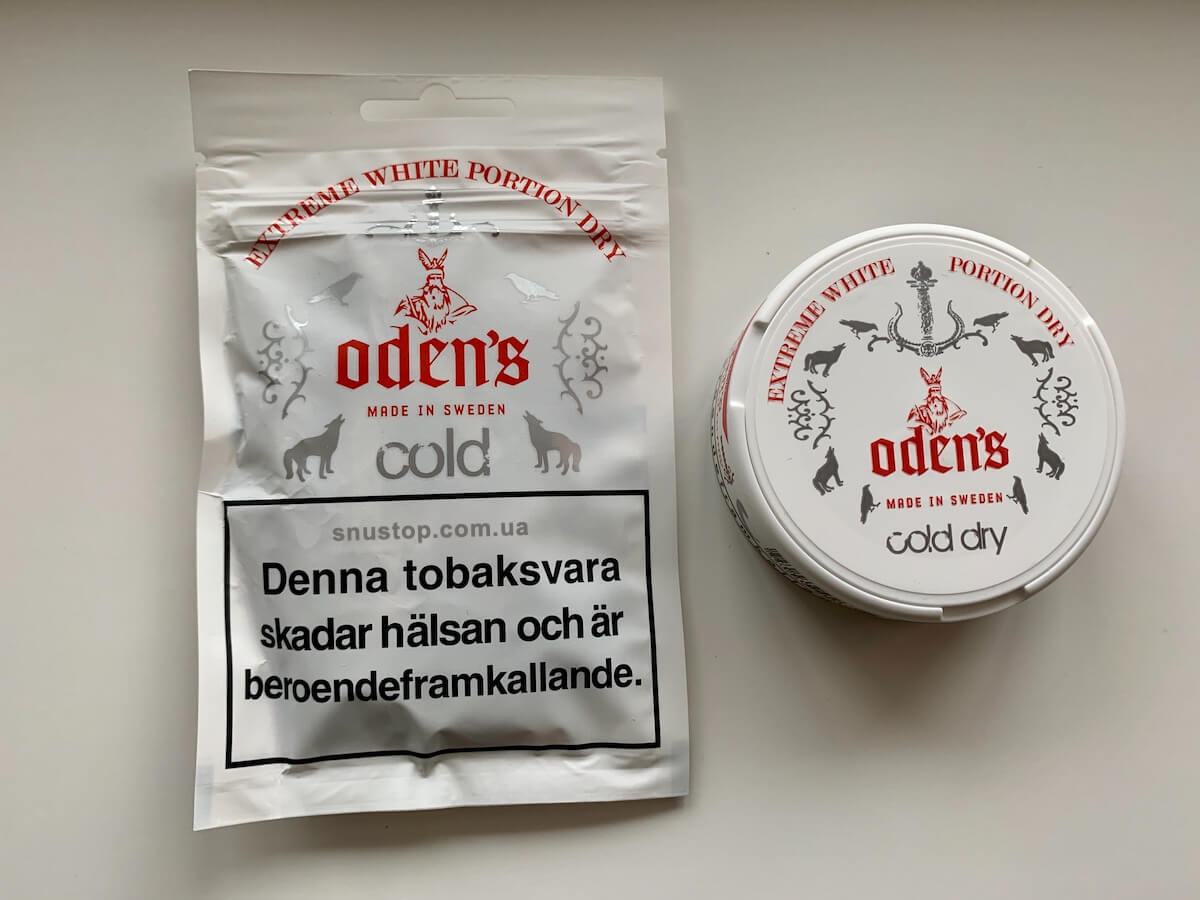 EXTREME WHITE PORTION DRY
oden's
MADE IN SWEDEN
cold
snustop.com.ua
Denna tobaksvara
skadar hälsan och är
beroendeframkallande.
EXTREME WHITE PORTION DRY
oden's
MADE IN SWEDEN
cold dry